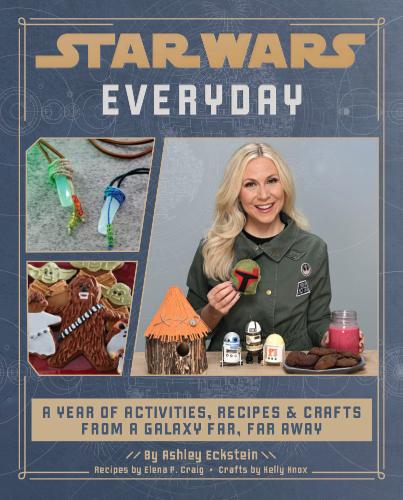 STAR WARS
EVERYDAY
A YEAR OF ACTIVITIES, RECIPES & CRAFTS
FROM A GALAXY FAR, FAR AWAY
// By Ashley Eckstein //
Recipes by Elena P. Craig • Crafts by Kelly Knox